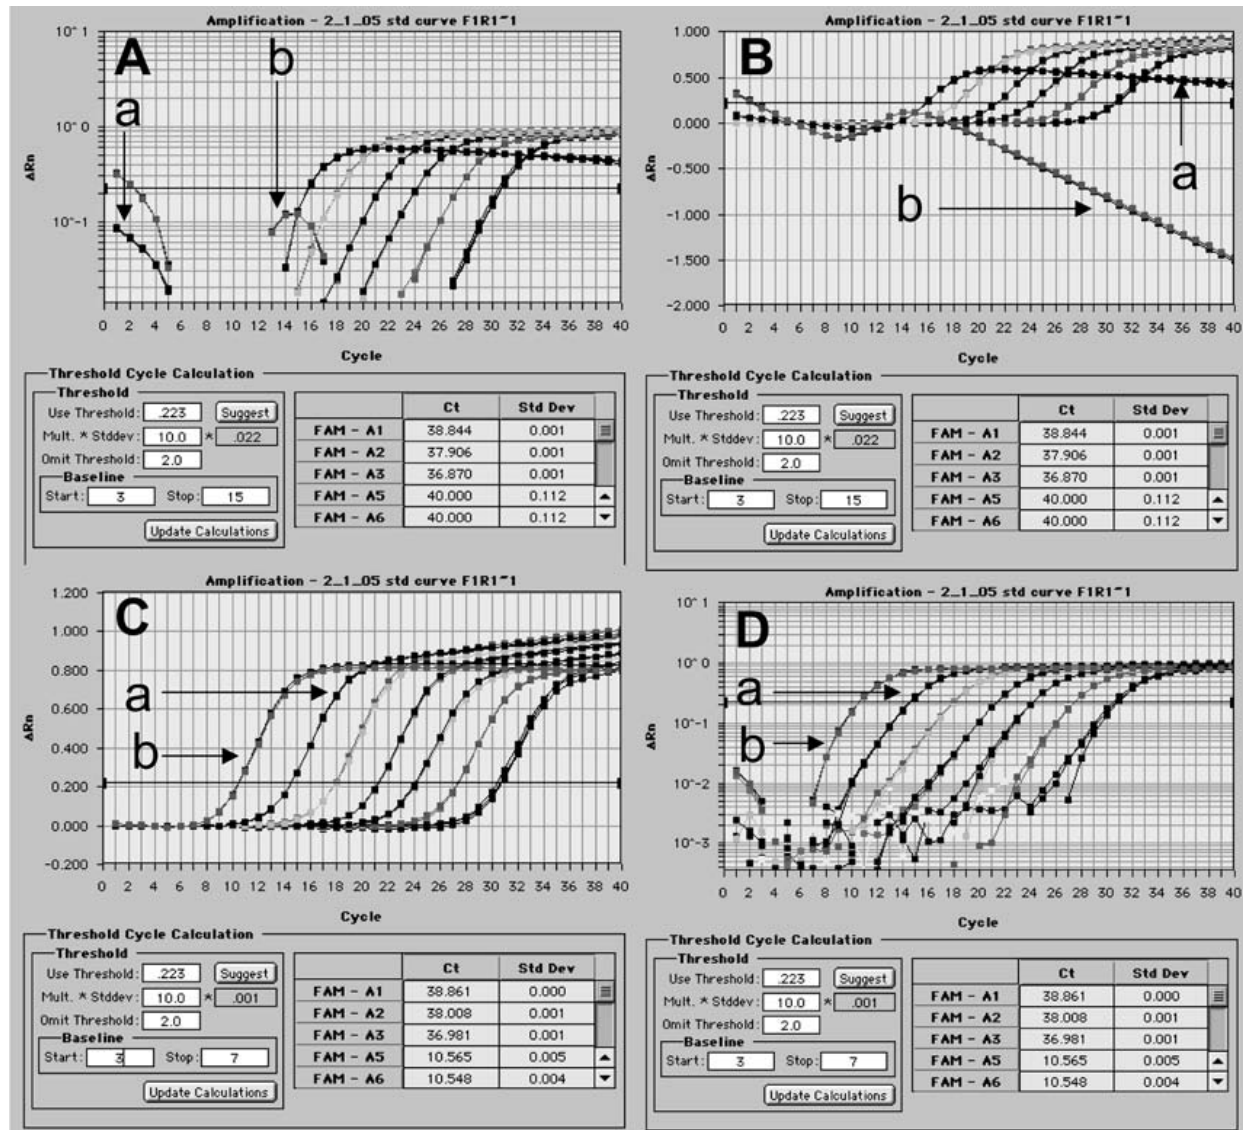 Amplification - 2_1_05 std curve F1R1~1
A
a
b
10^ 1
10^ 0
10^-1
ΔRn
0 2 4 6 8 10 12 14 16 18 20 22 24 26 28 30 32 34 36 38 40
Cycle
Threshold Cycle Calculation
Threshold
Use Threshold: .223 Suggest
Mult. * Stddev: 10.0 * .022
Omit Threshold: 2.0
Baseline
Start: 3 Stop: 15
Update Calculations
Ct Std Dev
FAM - A1 38.844 0.001
FAM - A2 37.906 0.001
FAM - A3 36.870 0.001
FAM - A5 40.000 0.112
FAM - A6 40.000 0.112
Amplification - 2_1_05 std curve F1R1~1
B
a
b
1.000
0.500
0.000
-0.500
-1.000
-1.500
-2.000
ΔRn
0 2 4 6 8 10 12 14 16 18 20 22 24 26 28 30 32 34 36 38 40
Cycle
Threshold Cycle Calculation
Threshold
Use Threshold: .223 Suggest
Mult. * Stddev: 10.0 * .022
Omit Threshold: 2.0
Baseline
Start: 3 Stop: 15
Update Calculations
Ct Std Dev
FAM - A1 38.844 0.001
FAM - A2 37.906 0.001
FAM - A3 36.870 0.001
FAM - A5 40.000 0.112
FAM - A6 40.000 0.112
Amplification - 2_1_05 std curve F1R1~1
C
a
b
1.200
1.000
0.800
0.600
0.400
0.200
0.000
-0.200
ΔRn
0 2 4 6 8 10 12 14 16 18 20 22 24 26 28 30 32 34 36 38 40
Cycle
Threshold Cycle Calculation
Threshold
Use Threshold: .223 Suggest
Mult. * Stddev: 10.0 * .001
Omit Threshold: 2.0
Baseline
Start: 3 Stop: 7
Update Calculations
Ct Std Dev
FAM - A1 38.861 0.000
FAM - A2 38.008 0.001
FAM - A3 36.981 0.001
FAM - A5 10.565 0.005
FAM - A6 10.548 0.004
Amplification - 2_1_05 std curve F1R1~1
D
a
b
10^ 1
10^ 0
10^-1
10^-2
10^-3
ΔRn
0 2 4 6 8 10 12 14 16 18 20 22 24 26 28 30 32 34 36 38 40
Cycle
Threshold Cycle Calculation
Threshold
Use Threshold: .223 Suggest
Mult. * Stddev: 10.0 * .001
Omit Threshold: 2.0
Baseline
Start: 3 Stop: 7
Update Calculations
Ct Std Dev
FAM - A1 38.861 0.000
FAM - A2 38.008 0.001
FAM - A3 36.981 0.001
FAM - A5 10.565 0.005
FAM - A6 10.548 0.004